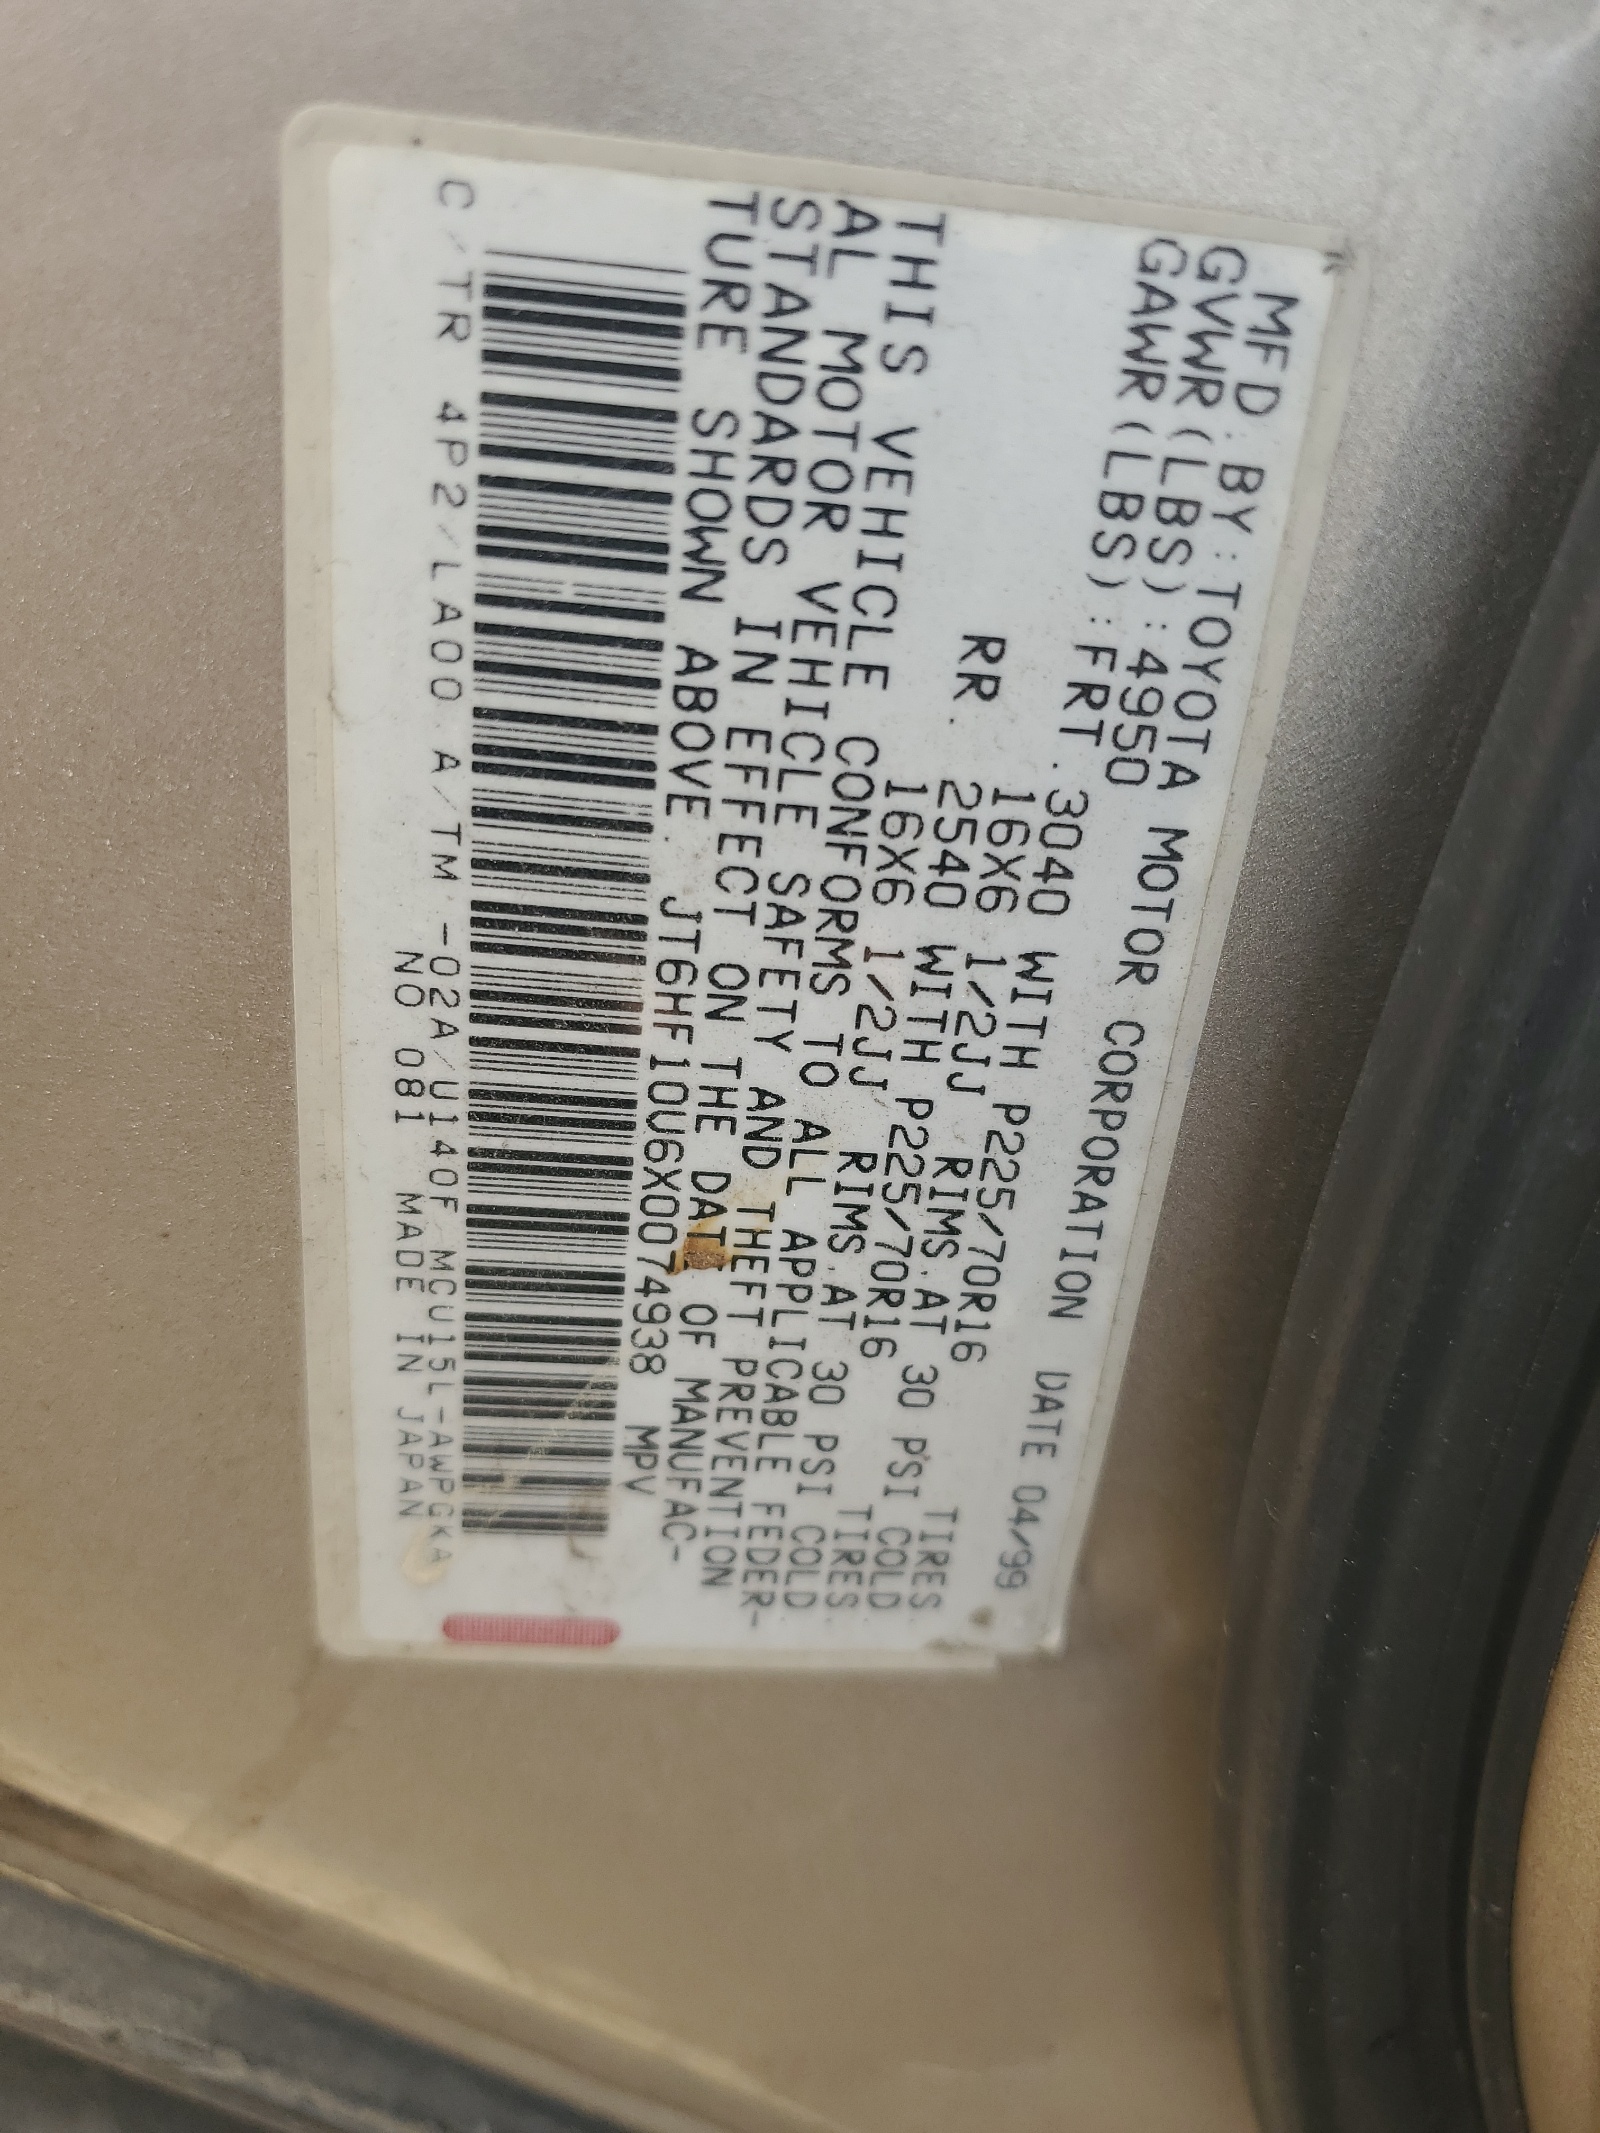 MFD.BY:TOYOTA MOTOR CORPORATION DATE 04/99
GVWR(LBS):4950
GAWR(LBS):FRT.3040 WITH P225/70R16 TIRES
16X6 1/2JJ RIMS.AT 30 PSI COLD
RR. 2540 WITH P225/70R16 TIRES
16X6 1/2JJ RIMS.AT 30 PSI COLD
THIS VEHICLE CONFORMS TO ALL APPLICABLE FEDER-
AL MOTOR VEHICLE SAFETY AND THEFT PREVENTION
STANDARDS IN EFFECT ON THE DATE OF MANUFAC-
TURE SHOWN ABOVE. JT6HF10U6X0074938 MPV
C/TR 4P2/LA00 A/TM -02A/U140F MCU15L-AWPGKA
NO 081 MADE IN JAPAN